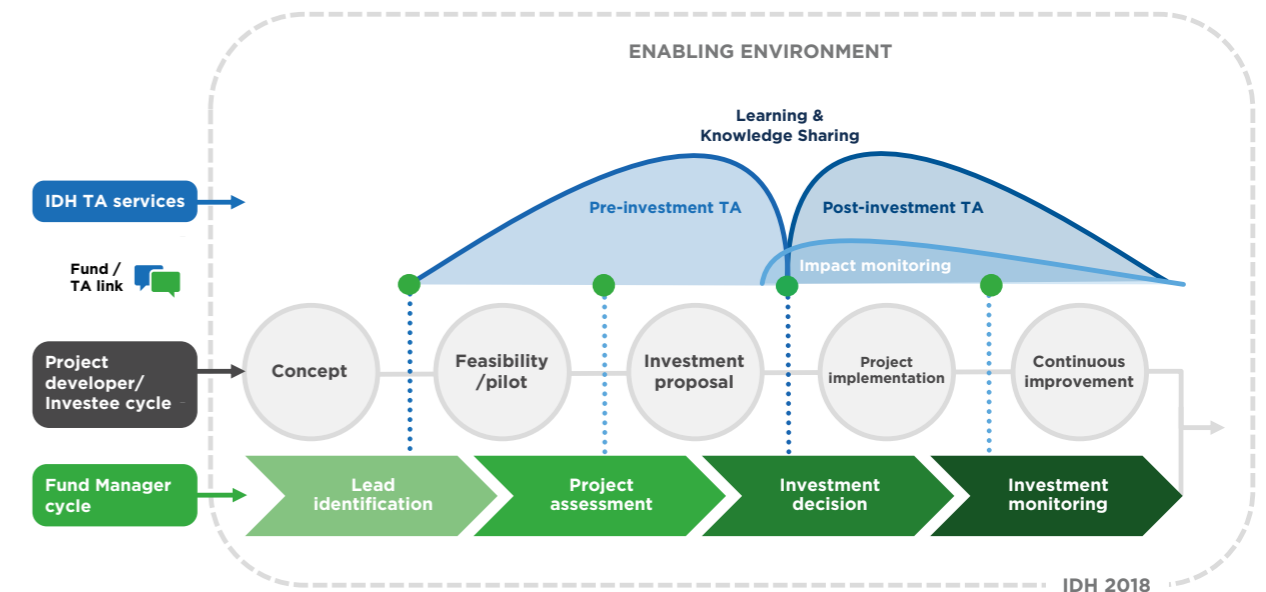 ENABLING ENVIRONMENT
Learning &
Knowledge Sharing
IDH TA services
Pre-investment TA
Post-investment TA
Impact monitoring
Fund /
TA link
Project
developer/
Investee cycle
Concept
Feasibility
/pilot
Investment
proposal
Project
implementation
Continuous
improvement
Fund Manager
cycle
Lead
identification
Project
assessment
Investment
decision
Investment
monitoring
IDH 2018